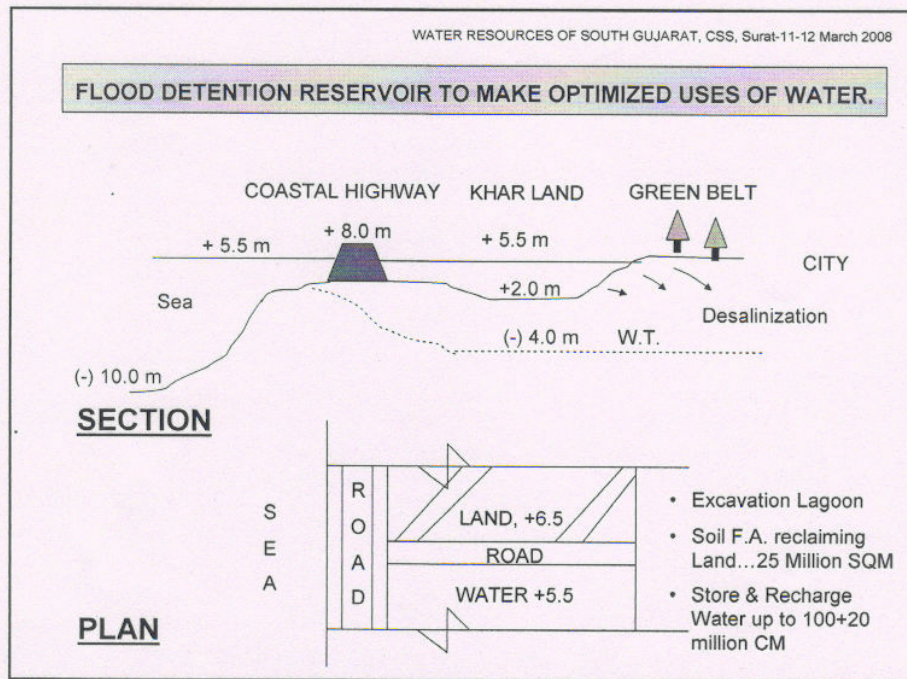 WATER RESOURCES OF SOUTH GUJARAT, CSS, Surat-11-12 March 2008
FLOOD DETENTION RESERVOIR TO MAKE OPTIMIZED USES OF WATER.
COASTAL HIGHWAY KHAR LAND GREEN BELT
+ 5.5 m + 8.0 m + 5.5 m
CITY
Sea +2.0 m
Desalinization
(-) 4.0 m W.T.
(-) 10.0 m
SECTION
SEA
ROAD
LAND, +6.5
ROAD
WATER +5.5
PLAN
• Excavation Lagoon
• Soil F.A. reclaiming
Land...25 Million SQM
• Store & Recharge
Water up to 100+20
million CM